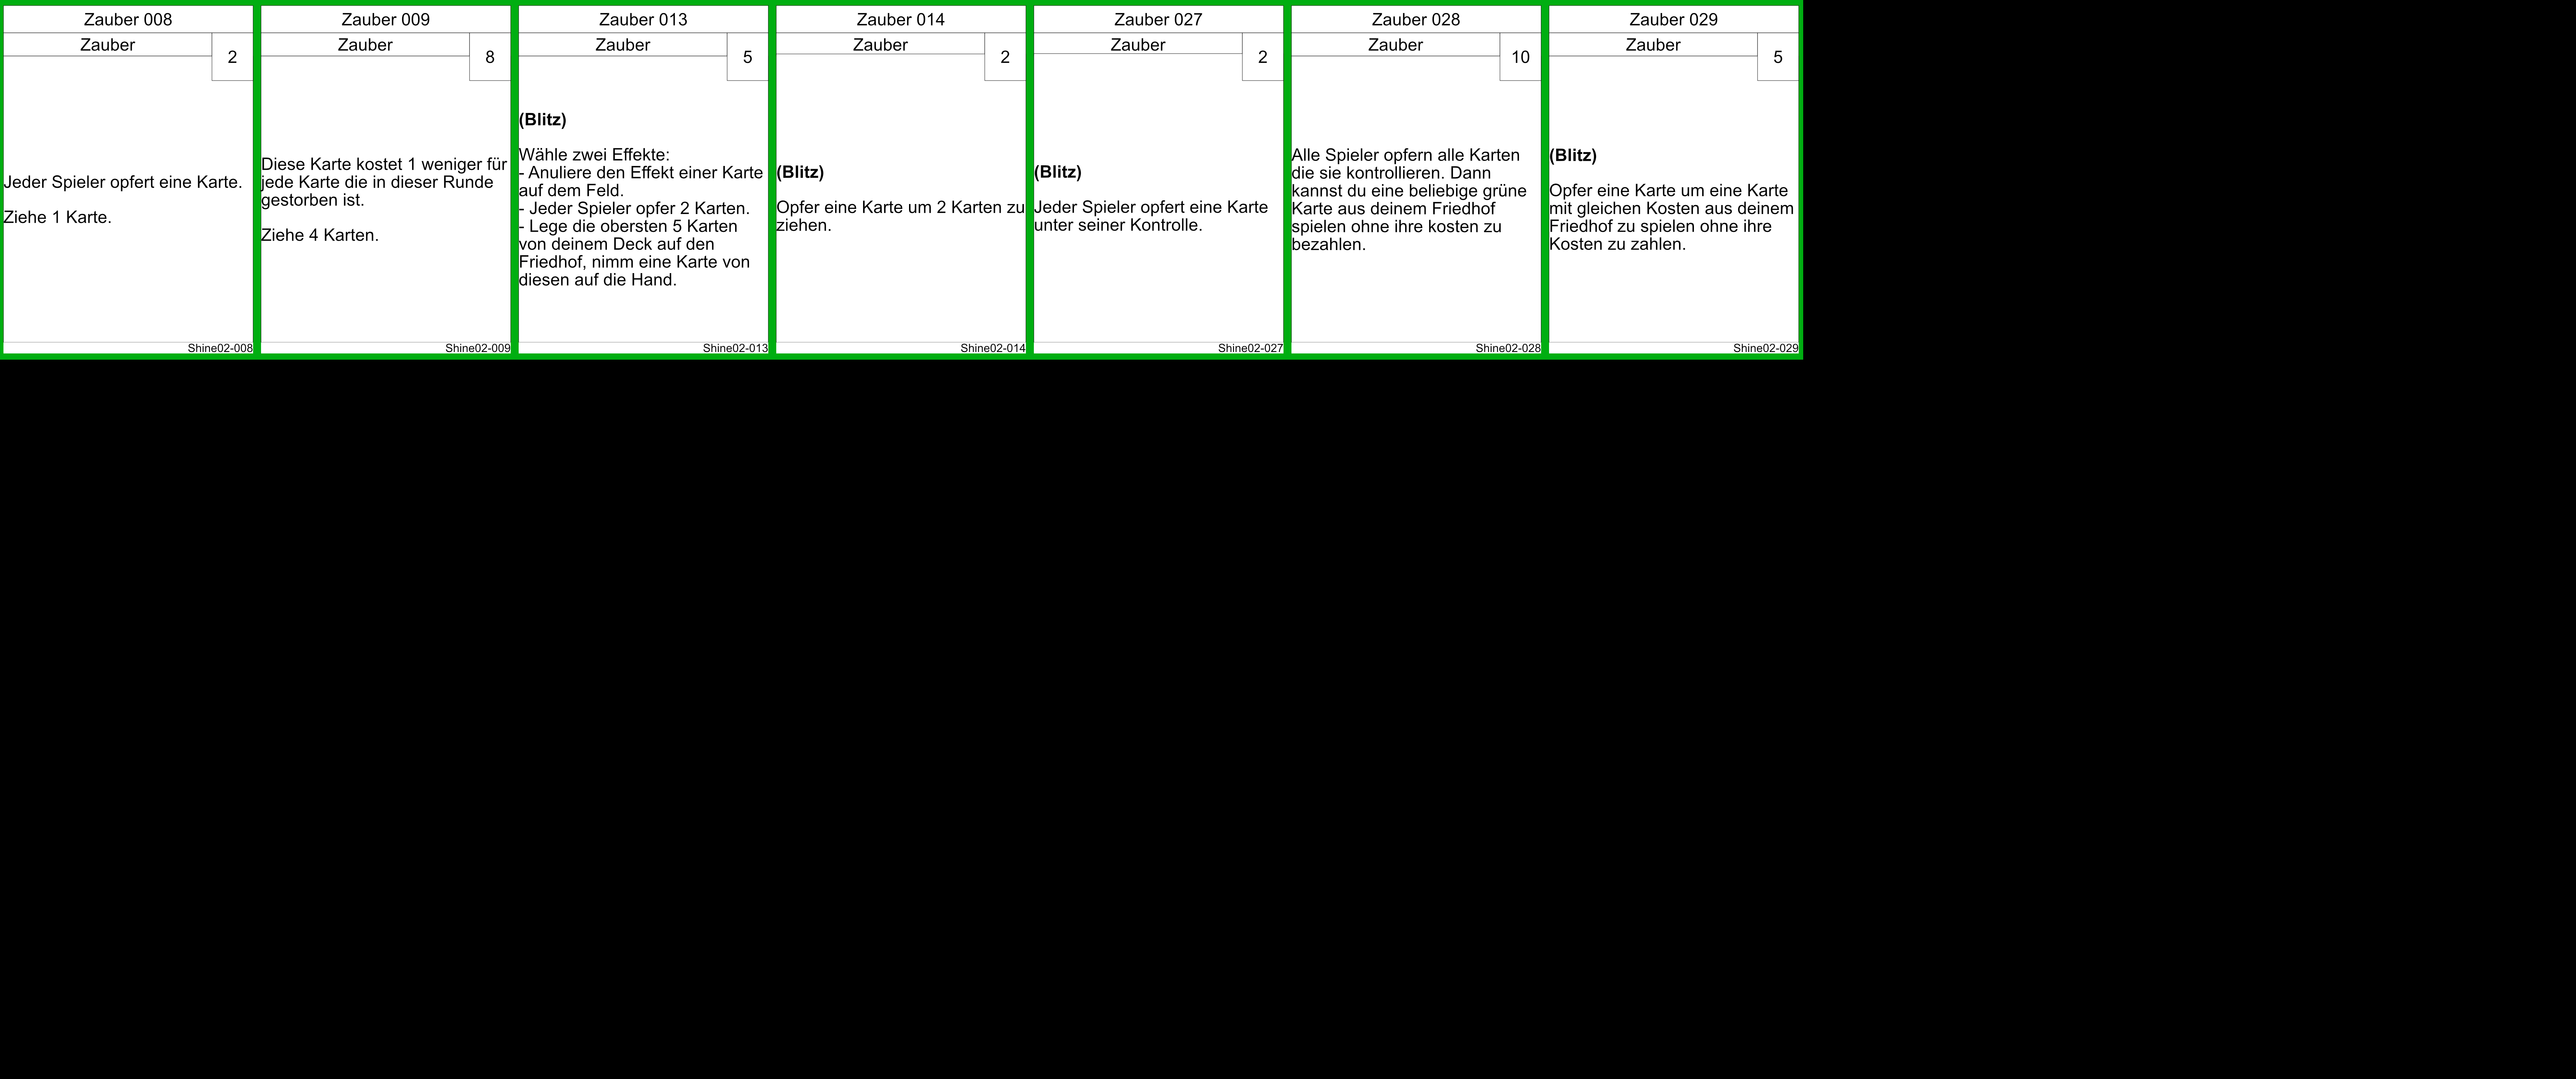 Zauber 008
Zauber
2
Jeder Spieler opfert eine Karte.
Ziehe 1 Karte.
Shine02-008
Zauber 009
Zauber
8
Diese Karte kostet 1 weniger für
jede Karte die in dieser Runde
gestorben ist.
Ziehe 4 Karten.
Shine02-009
Zauber 013
Zauber
5
(Blitz)
Wähle zwei Effekte:
- Anuliere den Effekt einer Karte
auf dem Feld.
- Jeder Spieler opfer 2 Karten.
- Lege die obersten 5 Karten
von deinem Deck auf den
Friedhof, nimm eine Karte von
diesen auf die Hand.
Shine02-013
Zauber 014
Zauber
2
(Blitz)
Opfer eine Karte um 2 Karten zu
ziehen.
Shine02-014
Zauber 027
Zauber
2
(Blitz)
Jeder Spieler opfert eine Karte
unter seiner Kontrolle.
Shine02-027
Zauber 028
Zauber
10
Alle Spieler opfern alle Karten
die sie kontrollieren. Dann
kannst du eine beliebige grüne
Karte aus deinem Friedhof
spielen ohne ihre kosten zu
bezahlen.
Shine02-028
Zauber 029
Zauber
5
(Blitz)
Opfer eine Karte um eine Karte
mit gleichen Kosten aus deinem
Friedhof zu spielen ohne ihre
Kosten zu zahlen.
Shine02-029